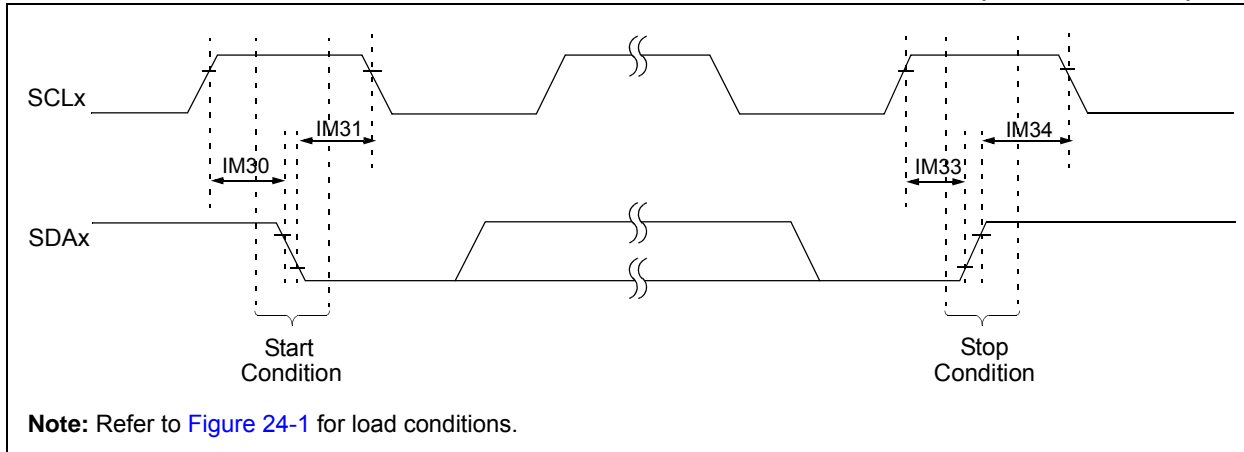 SCLx
IM31
IM34
IM30
IM33
SDAx
Start
Condition
Stop
Condition
Note: Refer to Figure 24-1 for load conditions.